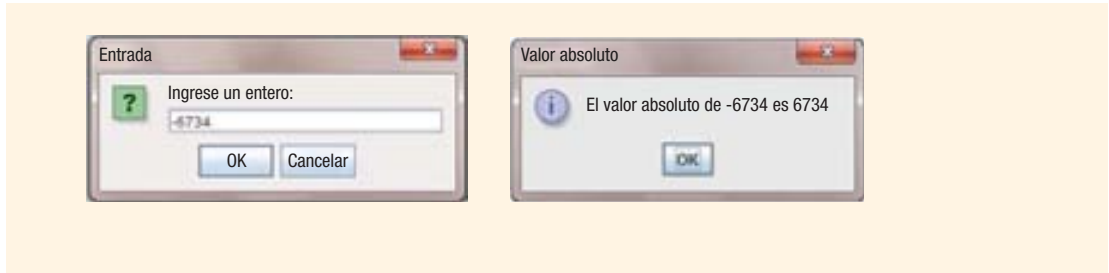 Entrada
Ingrese un entero:
-6734
OK Cancelar
Valor absoluto
El valor absoluto de -6734 es 6734
OK